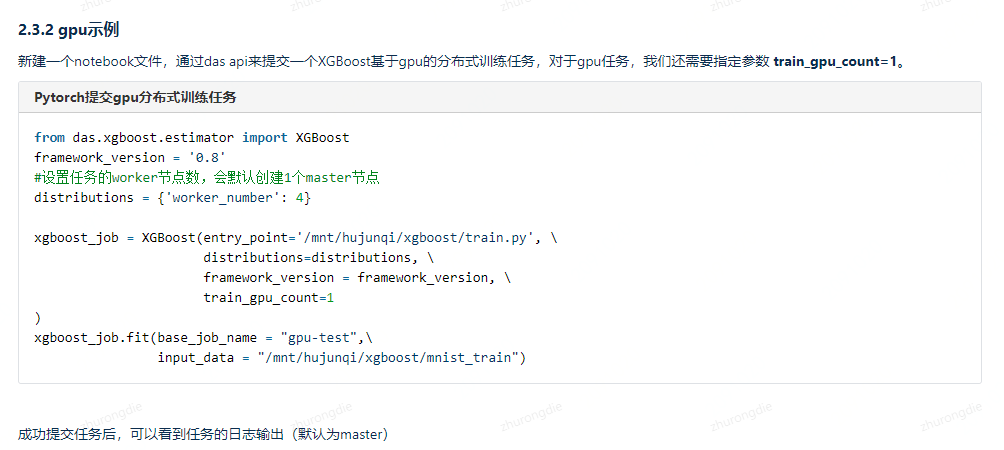 zhurongdie zhurongdie zhurongdie zhurongdie
2.3.2 gpu示例
新建一个notebook文件，通过das api来提交一个XGBoost基于gpu的分布式训练任务，对于gpu任务，我们还需要指定参数 train_gpu_count=1。
Pytorch提交gpu分布式训练任务
from das.xgboost.estimator import XGBoost
framework_version = '0.8'
#设置任务的worker节点数，会默认创建1个master节点
distributions = {'worker_number': 4}
xgboost_job = XGBoost(entry_point='/mnt/hujunqi/xgboost/train.py', \
distributions=distributions, \
framework_version = framework_version, \
train_gpu_count=1
)
xgboost_job.fit(base_job_name = "gpu-test",\
input_data = "/mnt/hujunqi/xgboost/mnist_train")
zhurongdie zhurongdie zhurongdie zhurongdie
成功提交任务后，可以看到任务的日志输出（默认为master）